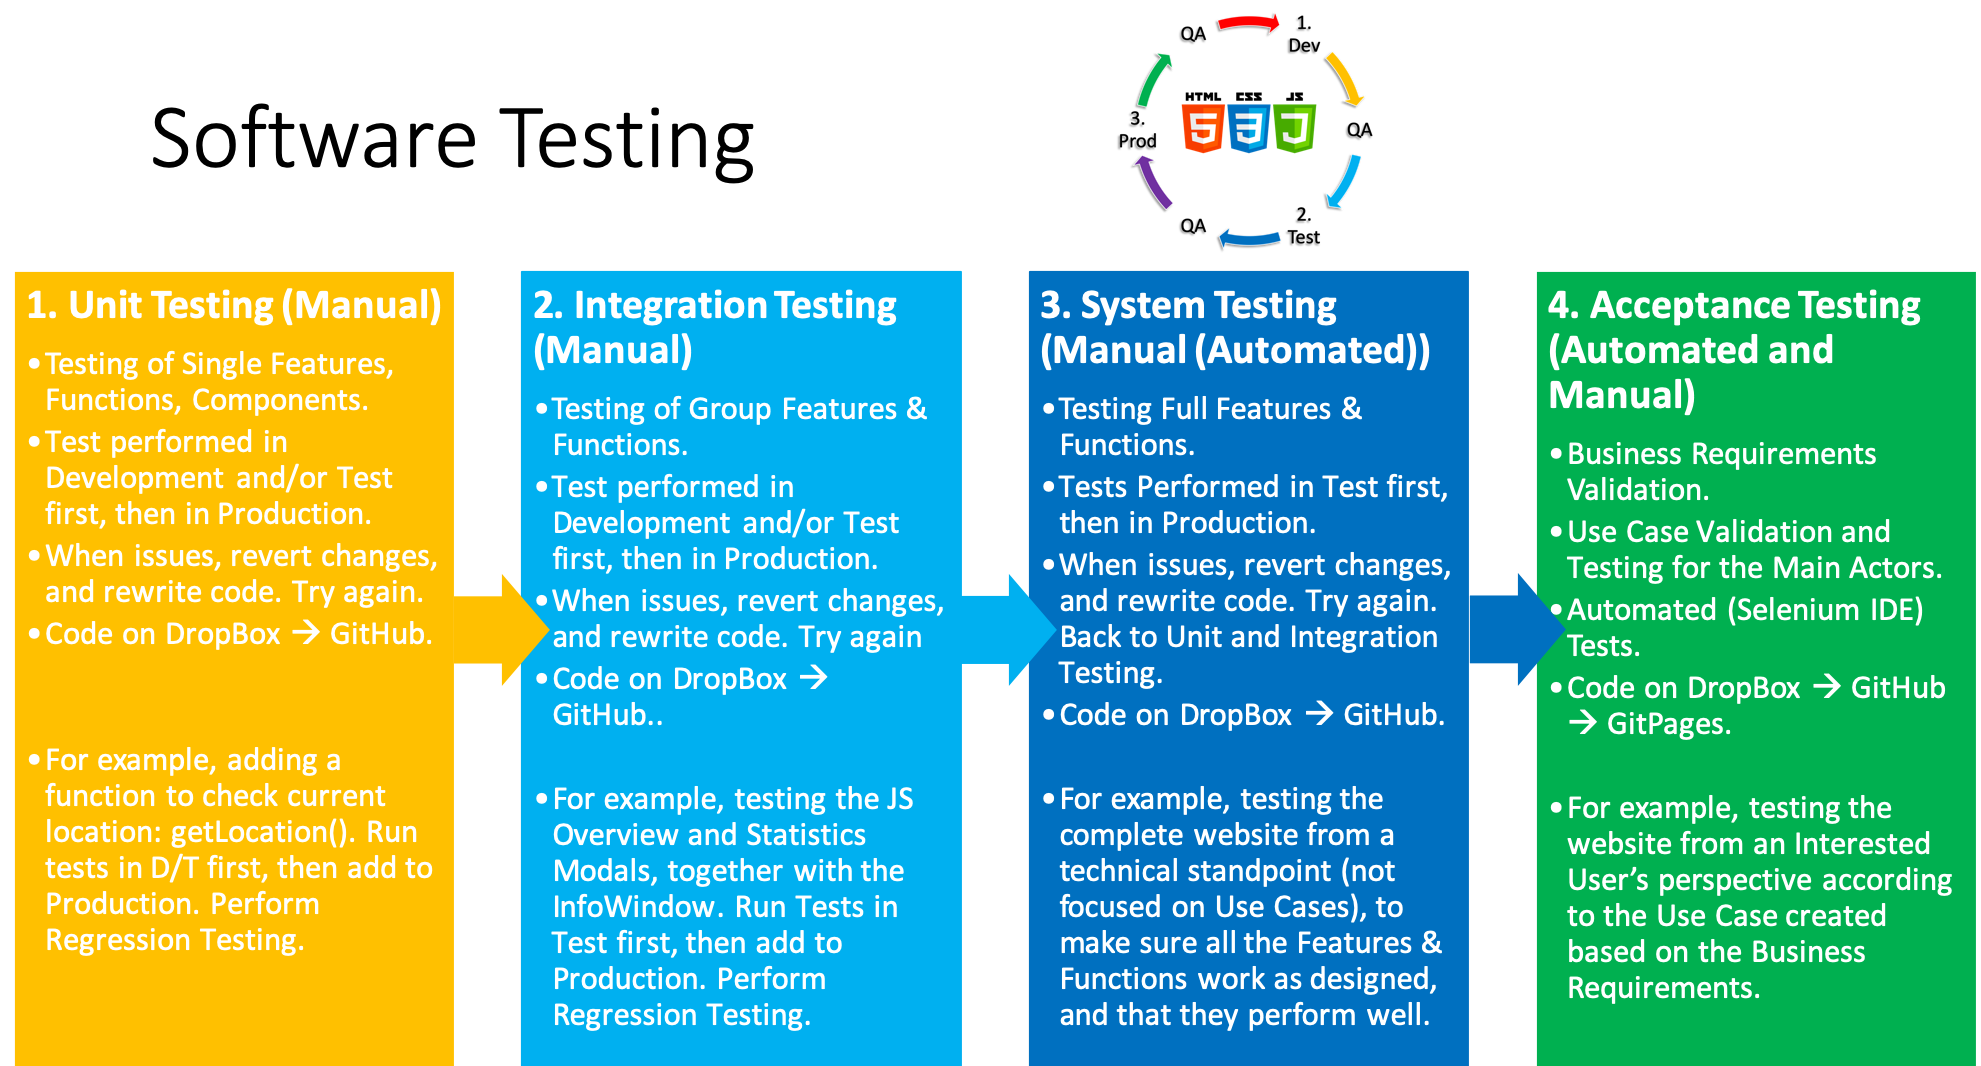 Software Testing
QA
1.
Dev
QA
2.
Test
QA
3.
Prod
HTML CSS JS
1. Unit Testing (Manual)
•Testing of Single Features,
Functions, Components.
•Test performed in
Development and/or Test
first, then in Production.
•When issues, revert changes,
and rewrite code. Try again.
•Code on DropBox → GitHub.
•For example, adding a
function to check current
location: getLocation(). Run
tests in D/T first, then add to
Production. Perform
Regression Testing.
2. Integration Testing
(Manual)
•Testing of Group Features &
Functions.
•Test performed in
Development and/or Test
first, then in Production.
•When issues, revert changes,
and rewrite code. Try again
•Code on DropBox →
GitHub..
•For example, testing the JS
Overview and Statistics
Modals, together with the
InfoWindow. Run Tests in
Test first, then add to
Production. Perform
Regression Testing.
3. System Testing
(Manual (Automated))
•Testing Full Features &
Functions.
•Tests Performed in Test first,
then in Production.
•When issues, revert changes,
and rewrite code. Try again.
Back to Unit and Integration
Testing.
•Code on DropBox → GitHub.
•For example, testing the
complete website from a
technical standpoint (not
focused on Use Cases), to
make sure all the Features &
Functions work as designed,
and that they perform well.
4. Acceptance Testing
(Automated and
Manual)
•Business Requirements
Validation.
•Use Case Validation and
Testing for the Main Actors.
•Automated (Selenium IDE)
Tests.
•Code on DropBox → GitHub
→ GitPages.
•For example, testing the
website from an Interested
User's perspective according
to the Use Case created
based on the Business
Requirements.